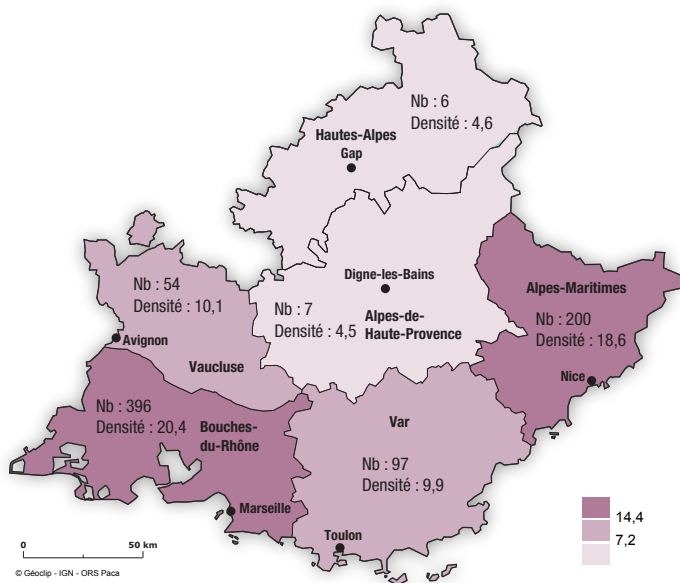 Nb : 6
Densité : 4,6
Hautes-Alpes
Gap
Digne-les-Bains
Alpes-de-
Haute-Provence
Nb : 7
Densité : 4,5
Nb : 54
Densité : 10,1
Avignon
Vaucluse
Alpes-Maritimes
Nb : 200
Densité : 18,6
Nice
Nb : 396
Densité : 20,4
Bouches-
du-Rhône
Marseille
Var
Nb : 97
Densité : 9,9
Toulon
14,4
7,2
0 50 km
© Géoclip - IGN - ORS Paca